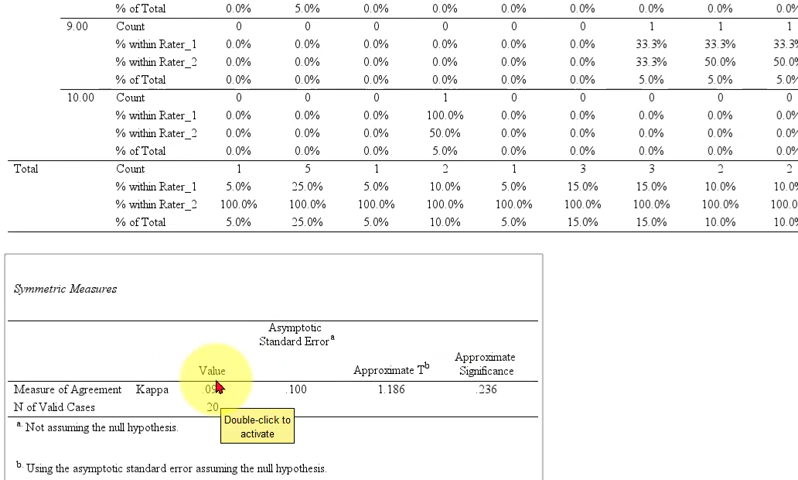 % of Total 0.0% 5.0% 0.0% 0.0% 0.0% 0.0% 0.0% 0.0% 0.0%
9.00 Count 0 0 0 0 0 0 1 1 1
% within Rater_1 0.0% 0.0% 0.0% 0.0% 0.0% 0.0% 33.3% 33.3% 33.3%
% within Rater_2 0.0% 0.0% 0.0% 0.0% 0.0% 0.0% 33.3% 50.0% 50.0%
% of Total 0.0% 0.0% 0.0% 0.0% 0.0% 0.0% 5.0% 5.0% 5.0%
10.00 Count 0 0 0 1 0 0 0 0 0
% within Rater_1 0.0% 0.0% 0.0% 100.0% 0.0% 0.0% 0.0% 0.0% 0.0%
% within Rater_2 0.0% 0.0% 0.0% 50.0% 0.0% 0.0% 0.0% 0.0% 0.0%
% of Total 0.0% 0.0% 0.0% 5.0% 0.0% 0.0% 0.0% 0.0% 0.0%
Total Count 1 5 1 2 1 3 3 2 2
% within Rater_1 5.0% 25.0% 5.0% 10.0% 5.0% 15.0% 15.0% 10.0% 10.0%
% within Rater_2 100.0% 100.0% 100.0% 100.0% 100.0% 100.0% 100.0% 100.0% 100.0
% of Total 5.0% 25.0% 5.0% 10.0% 5.0% 15.0% 15.0% 10.0% 10.0%
Symmetric Measures
Asymptotic
Standard Error a
Approximate
Value Approximate T b Significance
Measure of Agreement Kappa .100 1.186 .236
N of Valid Cases 20
Double-click to
activate
a. Not assuming the null hypothesis.
b. Using the asymptotic standard error assuming the null hypothesis.